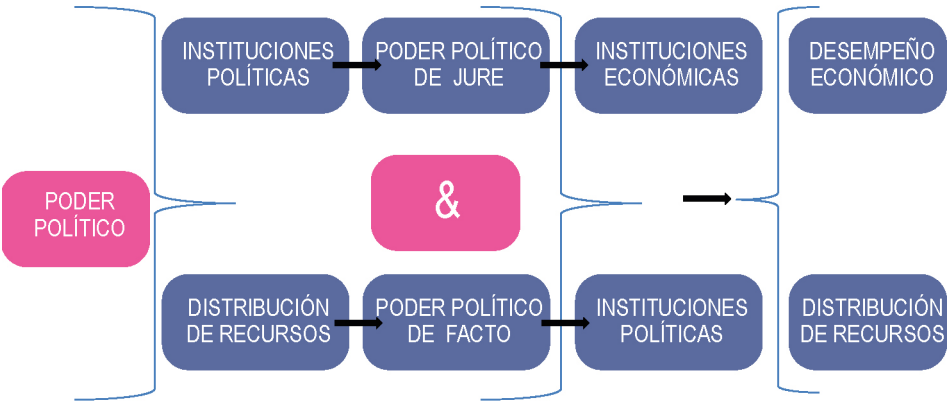 INSTITUCIONES
POLÍTICAS
PODER POLÍTICO
DE JURE
INSTITUCIONES
ECONÓMICAS
DESEMPEÑO
ECONÓMICO
PODER
POLÍTICO
&
DISTRIBUCIÓN
DE RECURSOS
PODER POLÍTICO
DE FACTO
INSTITUCIONES
POLÍTICAS
DISTRIBUCIÓN
DE RECURSOS